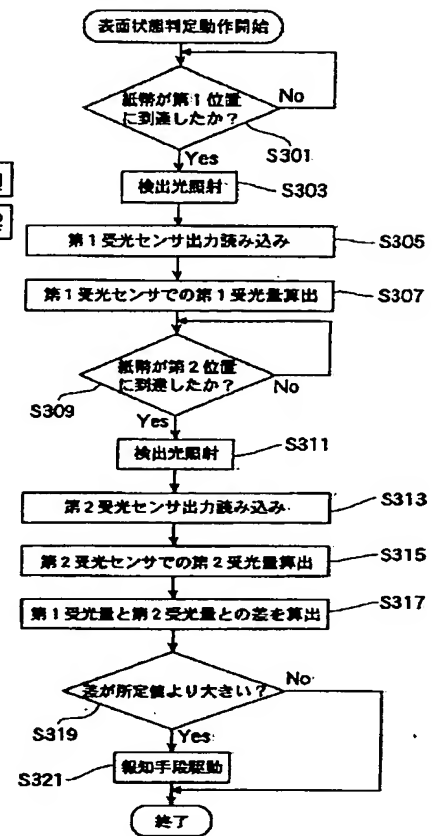 表面状態判定動作開始
紙幣が第1位置
に到達したか?
No
S301
Yes
検出光照射
S303
第1受光センサ出力読み込み
S305
第1受光センサでの第1受光量算出
S307
紙幣が第2位置
に到達したか?
No
S309
Yes
検出光照射
S311
第2受光センサ出力読み込み
S313
第2受光センサでの第2受光量算出
S315
第1受光量と第2受光量との差を算出
S317
差が所定値より大きい?
No
S319
Yes
報知手段駆動
S321
終了